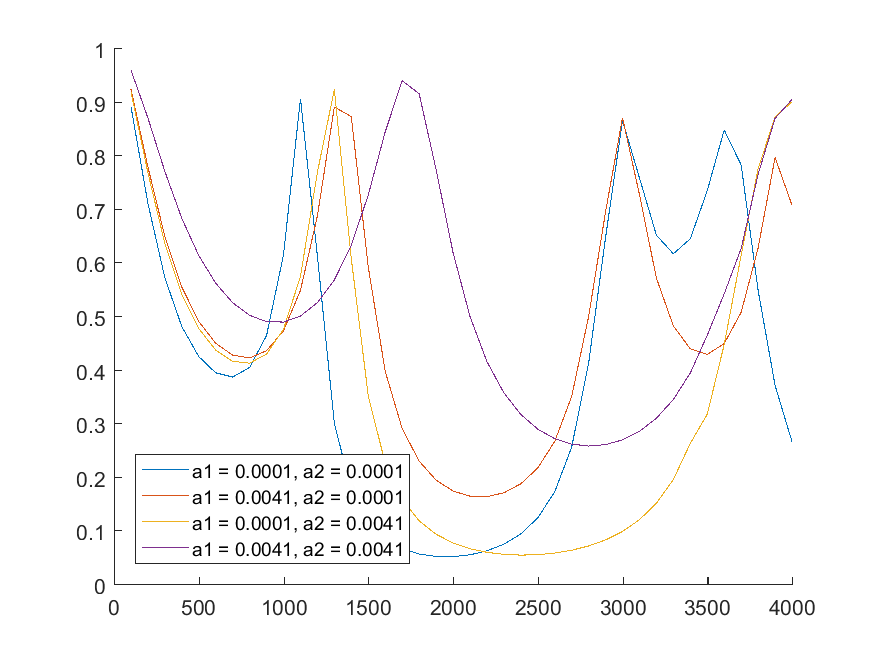 1
0.9
0.8
0.7
0.6
0.5
0.4
0.3
0.2
0.1
0
a1 = 0.0001, a2 = 0.0001
a1 = 0.0041, a2 = 0.0001
a1 = 0.0001, a2 = 0.0041
a1 = 0.0041, a2 = 0.0041
0 500 1000 1500 2000 2500 3000 3500 4000